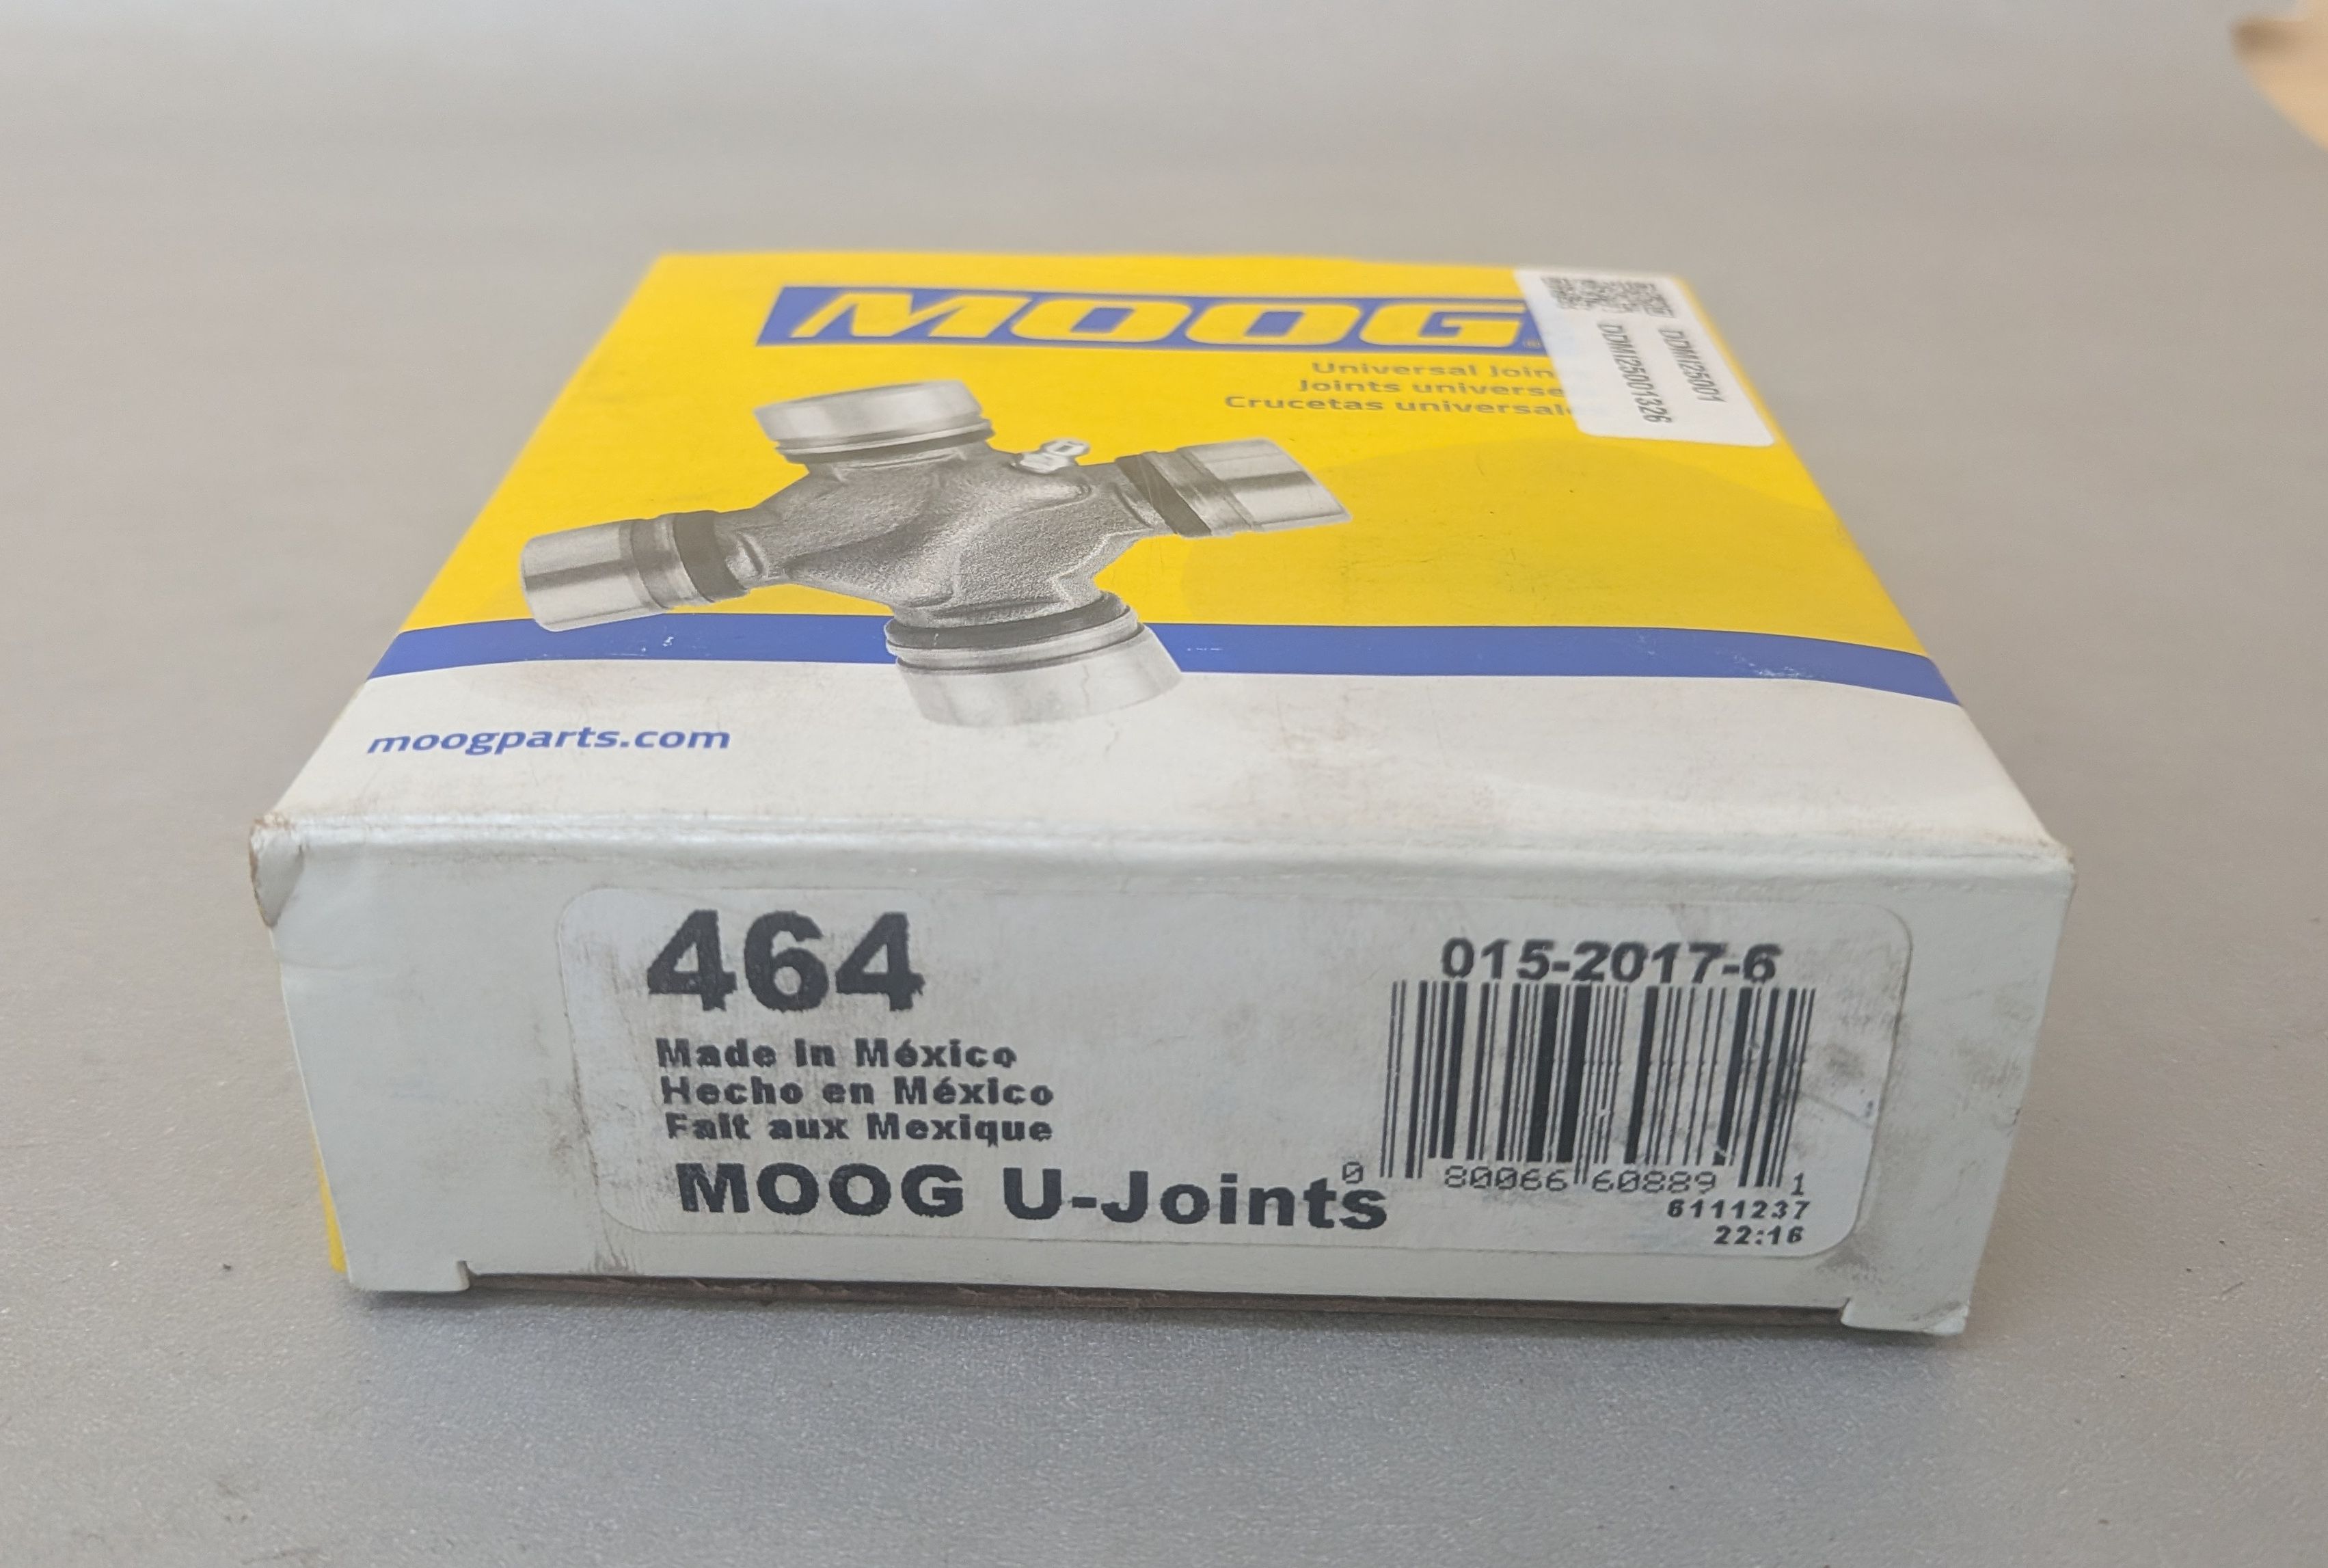 MOOG
Universal Join
Joints universe
Crucetas universal
DDMI25001
DDMI25001326
moogparts.com
464
Made in México
Hecho en México
Fait aux Mexique
MOOG U-Joints
015-2017-6
0 80066 60889 1
6111237
22:16